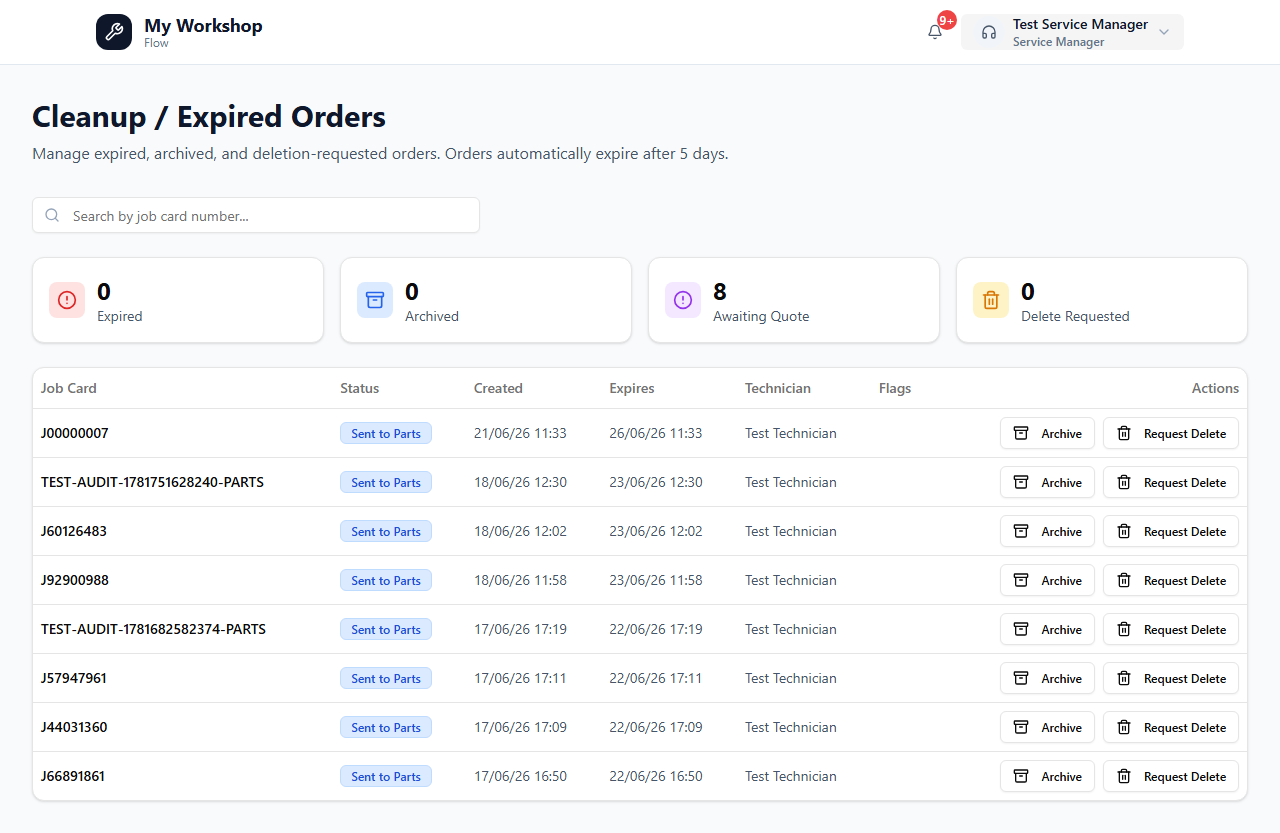 My Workshop
Flow
9+
Test Service Manager
Service Manager
Cleanup / Expired Orders
Manage expired, archived, and deletion-requested orders. Orders automatically expire after 5 days.
Search by job card number...
0
Expired
0
Archived
8
Awaiting Quote
0
Delete Requested
Job Card Status Created Expires Technician Flags Actions
J00000007 Sent to Parts 21/06/26 11:33 26/06/26 11:33 Test Technician Archive Request Delete
TEST-AUDIT-1781751628240-PARTS Sent to Parts 18/06/26 12:30 23/06/26 12:30 Test Technician Archive Request Delete
J60126483 Sent to Parts 18/06/26 12:02 23/06/26 12:02 Test Technician Archive Request Delete
J92900988 Sent to Parts 18/06/26 11:58 23/06/26 11:58 Test Technician Archive Request Delete
TEST-AUDIT-1781682582374-PARTS Sent to Parts 17/06/26 17:19 22/06/26 17:19 Test Technician Archive Request Delete
J57947961 Sent to Parts 17/06/26 17:11 22/06/26 17:11 Test Technician Archive Request Delete
J44031360 Sent to Parts 17/06/26 17:09 22/06/26 17:09 Test Technician Archive Request Delete
J66891861 Sent to Parts 17/06/26 16:50 22/06/26 16:50 Test Technician Archive Request Delete